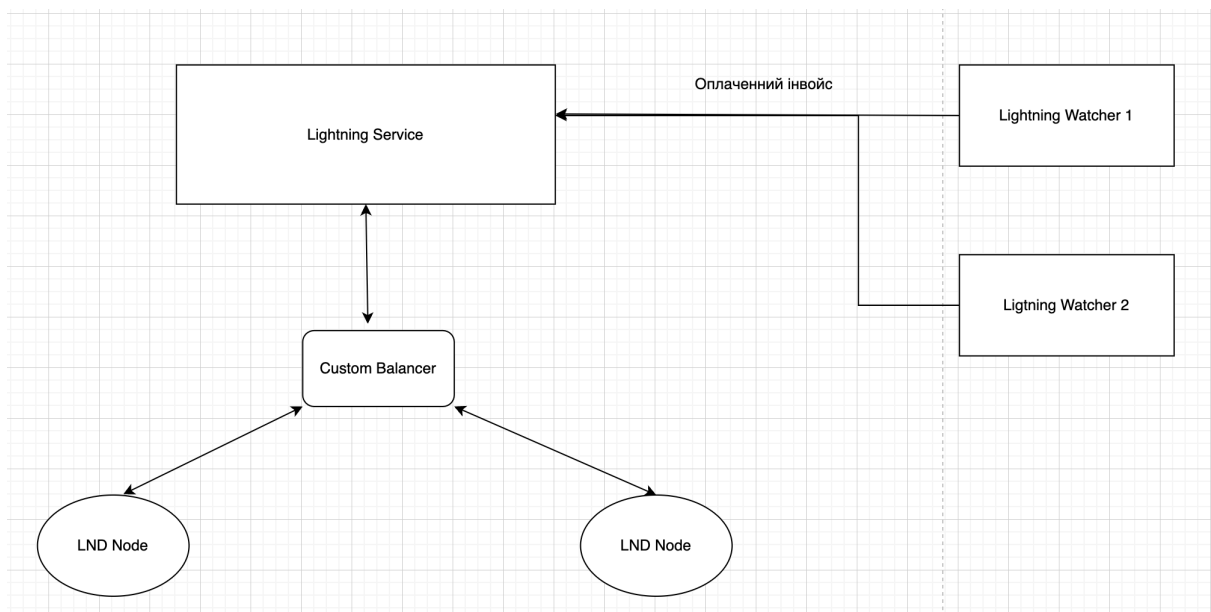 Оплаченний інвойс
Lightning Service
Lightning Watcher 1
Ligtning Watcher 2
Custom Balancer
LND Node
LND Node